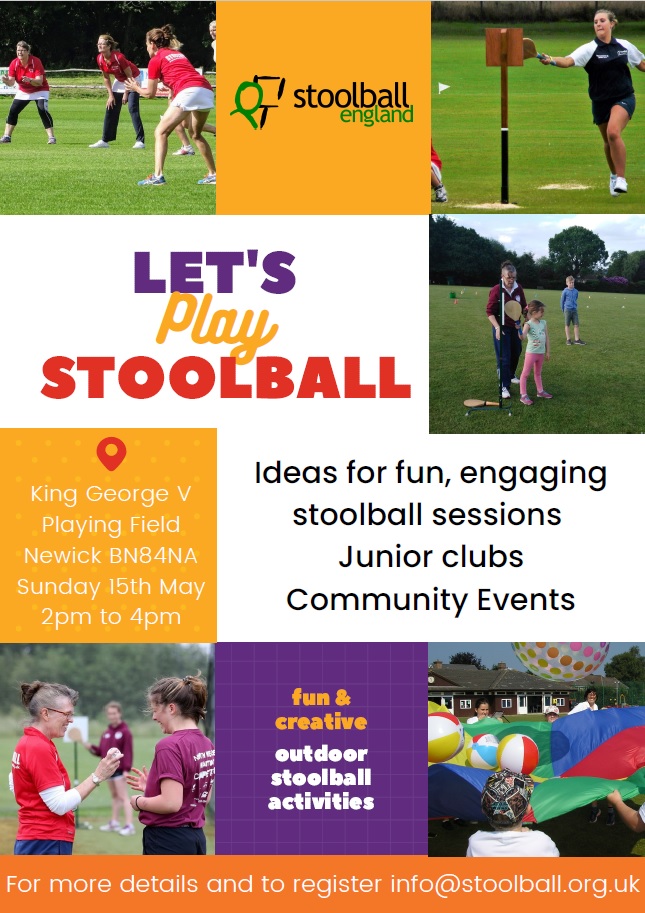 stoolball
england
LET'S
Play
STOOLBALL
King George V
Playing Field
Newick BN84NA
Sunday 15th May
2pm to 4pm
Ideas for fun, engaging
stoolball sessions
Junior clubs
Community Events
fun &
creative
outdoor
stoolball
activities
For more details and to register info@stoolball.org.uk